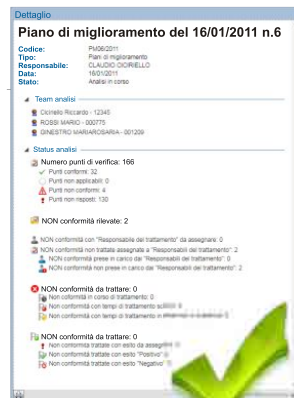 Dettaglio
Piano di miglioramento del 16/01/2011 n.6
Codice: PM06/2011
Tipo: Piani di miglioramento
Responsabile: CLAUDIO CICIRIELLO
Data: 16/01/2011
Stato: Analisi in corso
Team analisi
Cicinelo Riccardo - 12345
ROSSI MARIO - 000775
GINESTRO MARIAROSARIA - 001209
Status analisi
Numero punti di verifica: 166
Punti conformi: 32
Punti non applicabili: 0
Punti non conformi: 4
Punti non risposti: 130
NON conformità rilevate: 2
NON conformità con "Responsabile del trattamento" da assegnare: 0
NON conformità non trattate assegnate a "Responsabili del trattamento": 2
NON conformità prese in carico dai "Responsabili del trattamento": 0
NON conformità non prese in carico dai "Responsabili del trattamento": 2
NON conformità da trattare: 0
NON conformità in corso di trattamento: 0
NON conformità con tempi di trattamento
NON conformità con tempi di trattamento in
NON conformità da trattare: 0
NON conformità trattate con esito da assegnare
NON conformità trattate con esito "Positivo"
NON conformità trattate con esito "Negativo"